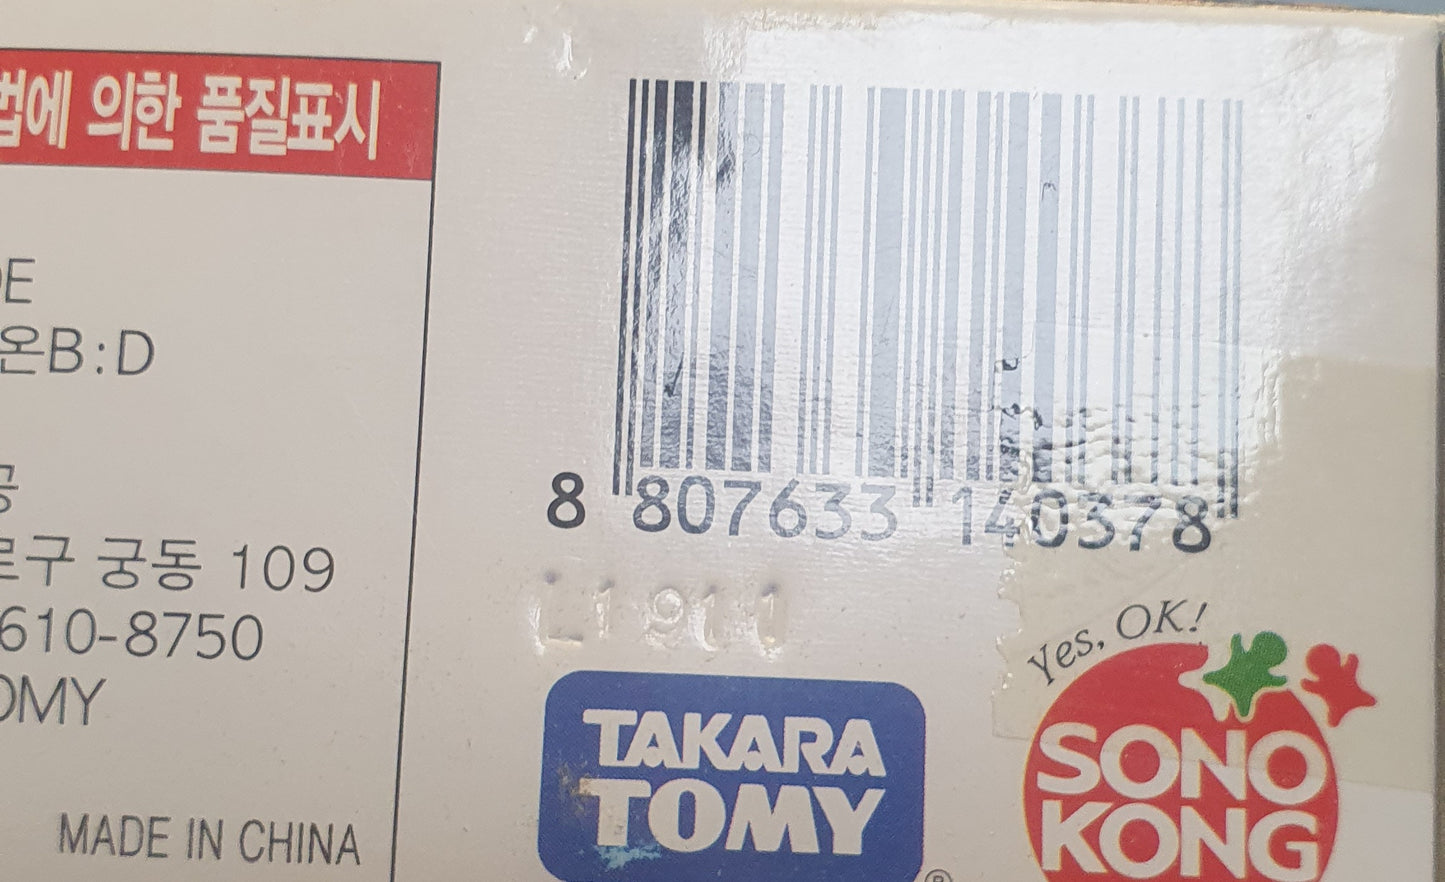 법에 의한 품질표시
E
온B:D
공
로구 궁동 109
610-8750
OMY
MADE IN CHINA
8 807633 140378
L1911
TAKARA
TOMY
®
Yes, OK!
SONO
KONG